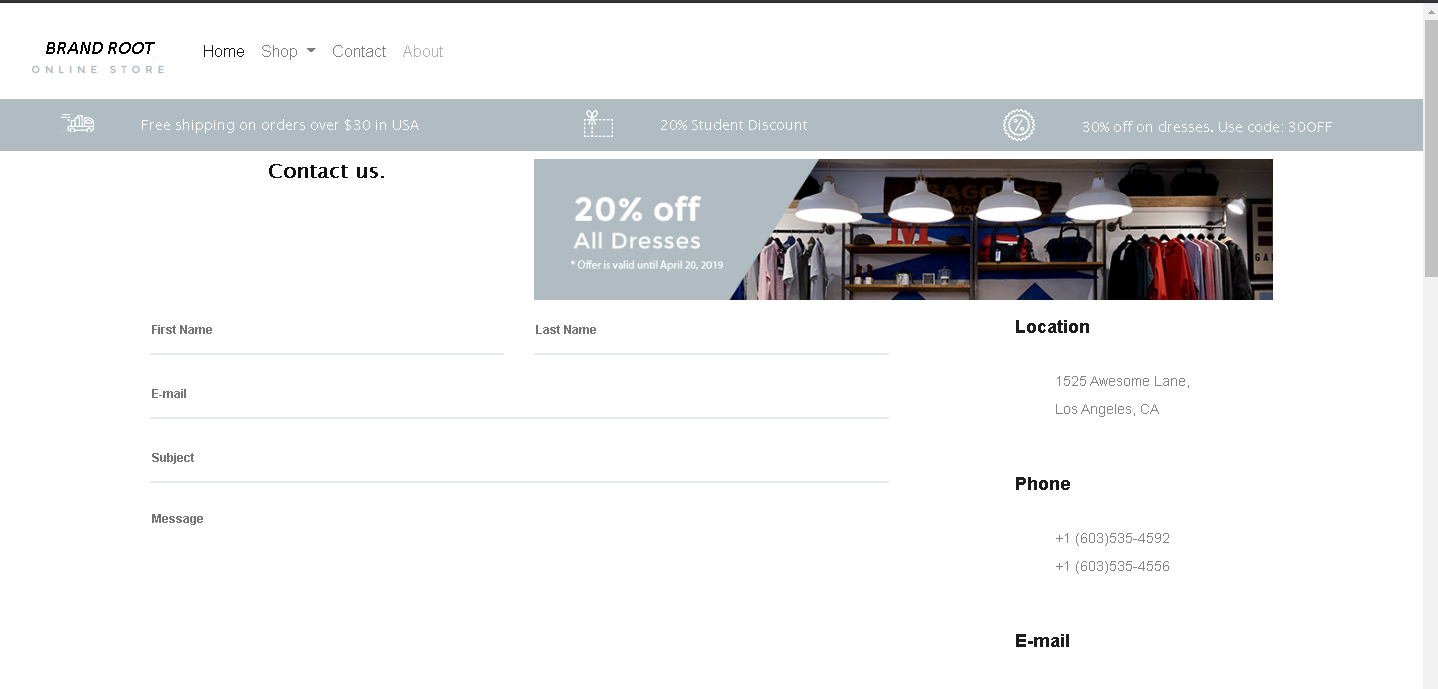 BRAND ROOT
ONLINE STORE
Home Shop Contact About
Free shipping on orders over $30 in USA
20% Student Discount
30% off on dresses. Use code: 30OFF
Contact us.
20% off
All Dresses
* Offer is valid until April 20, 2019
BAGGAGE
M
First Name
Last Name
E-mail
Subject
Message
Location
1525 Awesome Lane,
Los Angeles, CA
Phone
+1 (603)535-4592
+1 (603)535-4556
E-mail